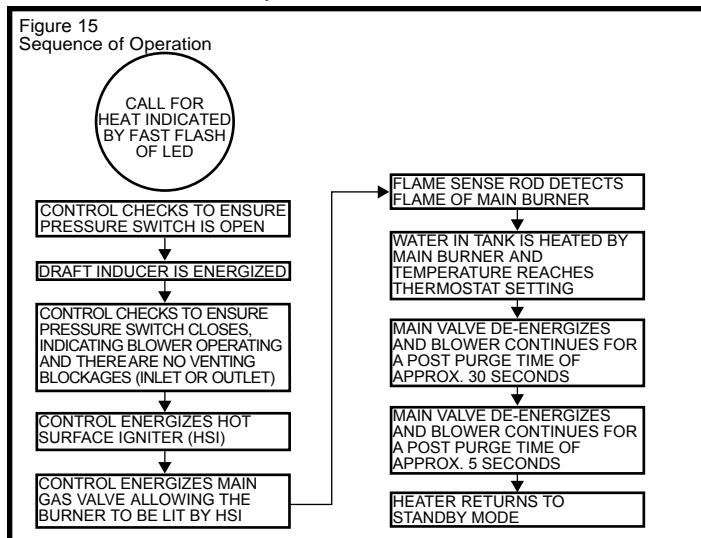 Figure 15
Sequence of Operation
CALL FOR
HEAT INDICATED
BY FAST FLASH
OF LED
CONTROL CHECKS TO ENSURE
PRESSURE SWITCH IS OPEN
DRAFT INDUCER IS ENERGIZED
CONTROL CHECKS TO ENSURE
PRESSURE SWITCH CLOSES,
INDICATING BLOWER OPERATING
AND THERE ARE NO VENTING
BLOCKAGES (INLET OR OUTLET)
CONTROL ENERGIZES HOT
SURFACE IGNITER (HSI)
CONTROL ENERGIZES MAIN
GAS VALVE ALLOWING THE
BURNER TO BE LIT BY HSI
FLAME SENSE ROD DETECTS
FLAME OF MAIN BURNER
WATER IN TANK IS HEATED BY
MAIN BURNER AND
TEMPERATURE REACHES
THERMOSTAT SETTING
MAIN VALVE DE-ENERGIZES
AND BLOWER CONTINUES FOR
A POST PURGE TIME OF
APPROX. 30 SECONDS
MAIN VALVE DE-ENERGIZES
AND BLOWER CONTINUES FOR
A POST PURGE TIME OF
APPROX. 5 SECONDS
HEATER RETURNS TO
STANDBY MODE